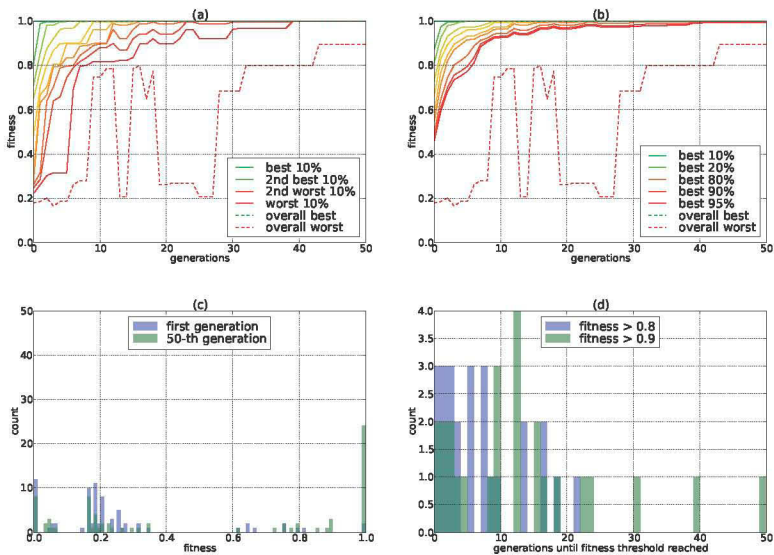 (a)
1.0
0.8
0.6
0.4
0.2
0.0
fitness
0
10
20
30
40
50
generations
best 10%
2nd best 10%
2nd worst 10%
worst 10%
overall best
overall worst
(b)
1.0
0.8
0.6
0.4
0.2
0.0
fitness
0
10
20
30
40
50
generations
best 10%
best 20%
best 80%
best 90%
best 95%
overall best
overall worst
(c)
50
40
30
20
10
0
count
0.0
0.2
0.4
0.6
0.8
1.0
fitness
first generation
50-th generation
(d)
4.0
3.5
3.0
2.5
2.0
1.5
1.0
0.5
0.0
count
0
10
20
30
40
50
generations until fitness threshold reached
fitness > 0.8
fitness > 0.9